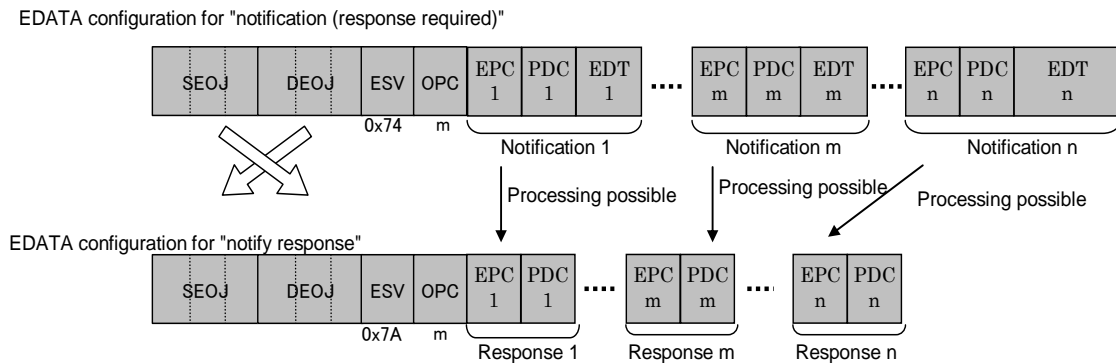 EDATA configuration for "notification (response required)"
SEOJ DEOJ ESV OPC EPC 1 PDC 1 EDT 1 ···· EPC m PDC m EDT m ···· EPC n PDC n EDT n
0x74 m
Notification 1 Notification m Notification n
Processing possible Processing possible Processing possible
EDATA configuration for "notify response"
SEOJ DEOJ ESV OPC EPC 1 PDC 1 ···· EPC m PDC m ···· EPC n PDC n
0x7A m
Response 1 Response m Response n